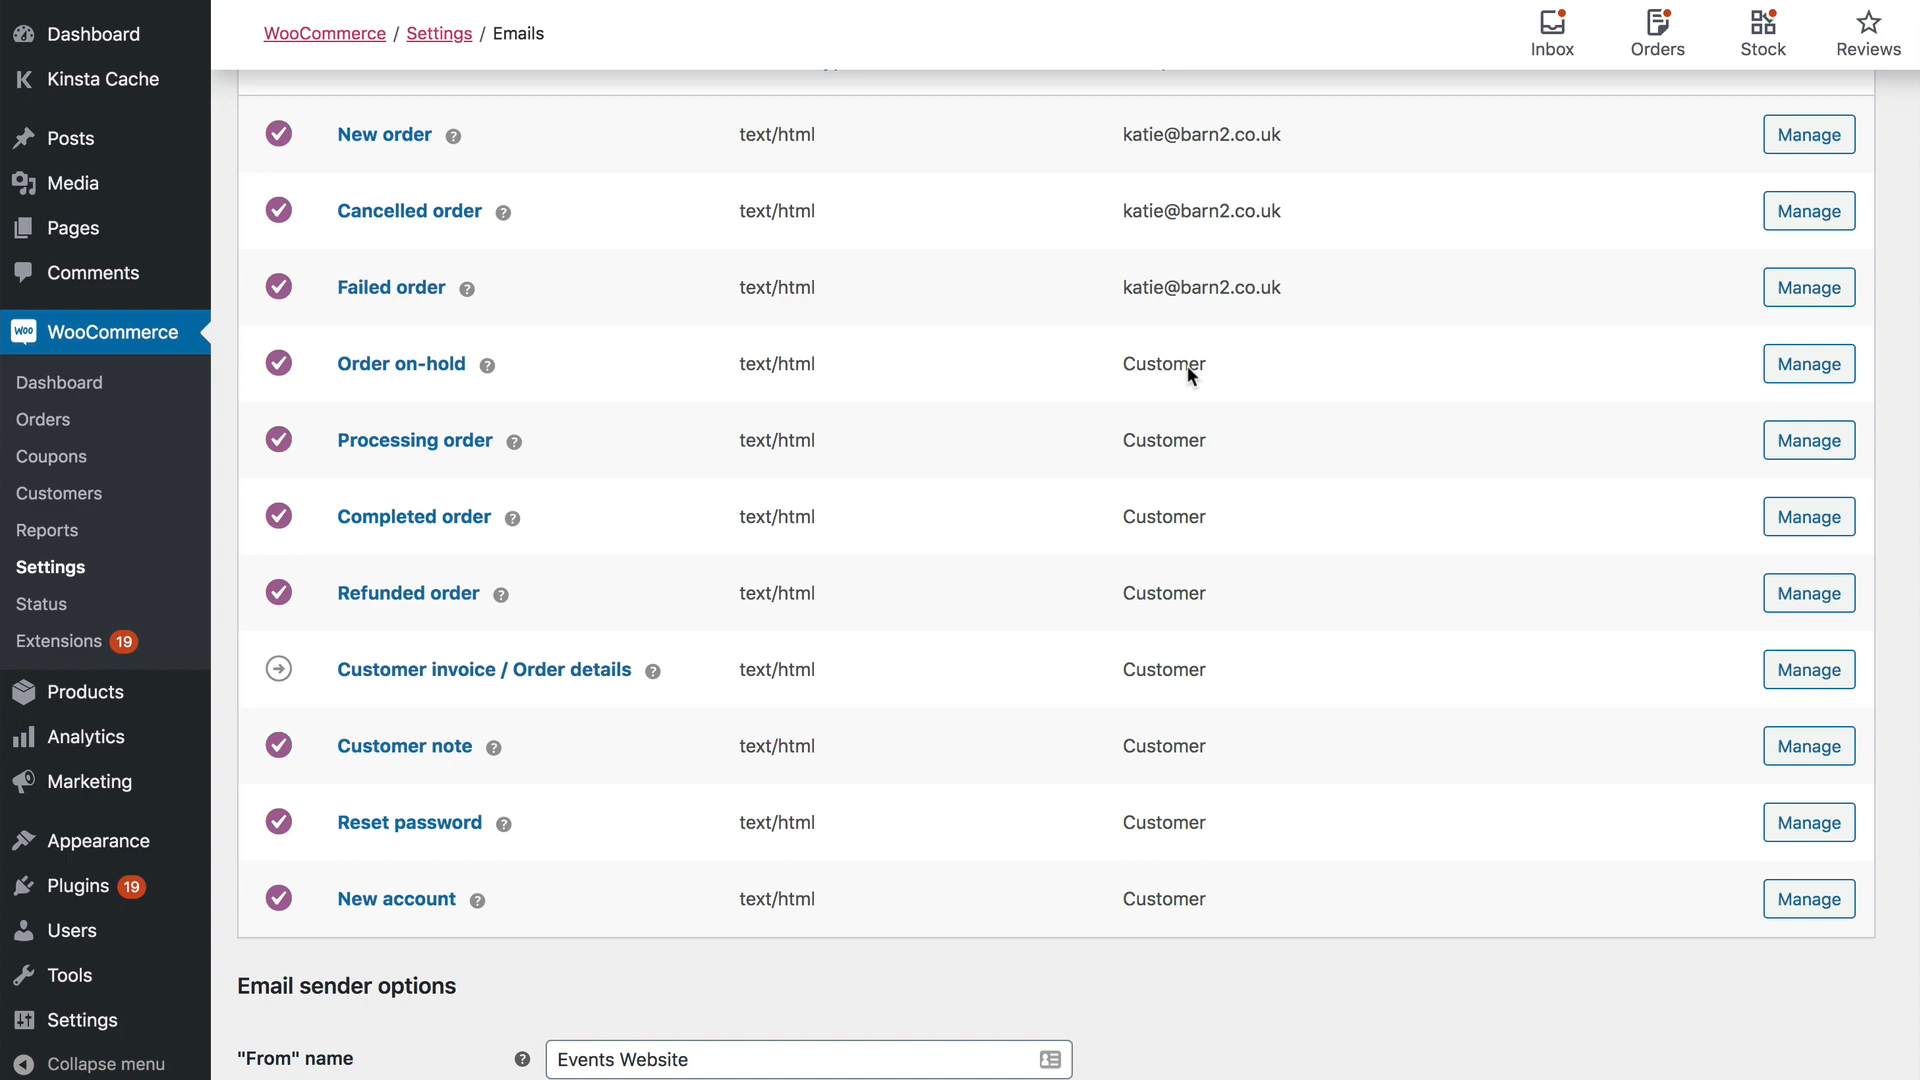 Dashboard
Kinsta Cache
Posts
Media
Pages
Comments
WOO WooCommerce
Dashboard
Orders
Coupons
Customers
Reports
Settings
Status
Extensions 19
Products
Analytics
Marketing
Appearance
Plugins 19
Users
Tools
Settings
Collapse menu
WooCommerce / Settings / Emails
Inbox
Orders
Stock
Reviews
New order ? text/html katie@barn2.co.uk Manage
Cancelled order ? text/html katie@barn2.co.uk Manage
Failed order ? text/html katie@barn2.co.uk Manage
Order on-hold ? text/html Customer Manage
Processing order ? text/html Customer Manage
Completed order ? text/html Customer Manage
Refunded order ? text/html Customer Manage
Customer invoice / Order details ? text/html Customer Manage
Customer note ? text/html Customer Manage
Reset password ? text/html Customer Manage
New account ? text/html Customer Manage
Email sender options
"From" name ? Events Website